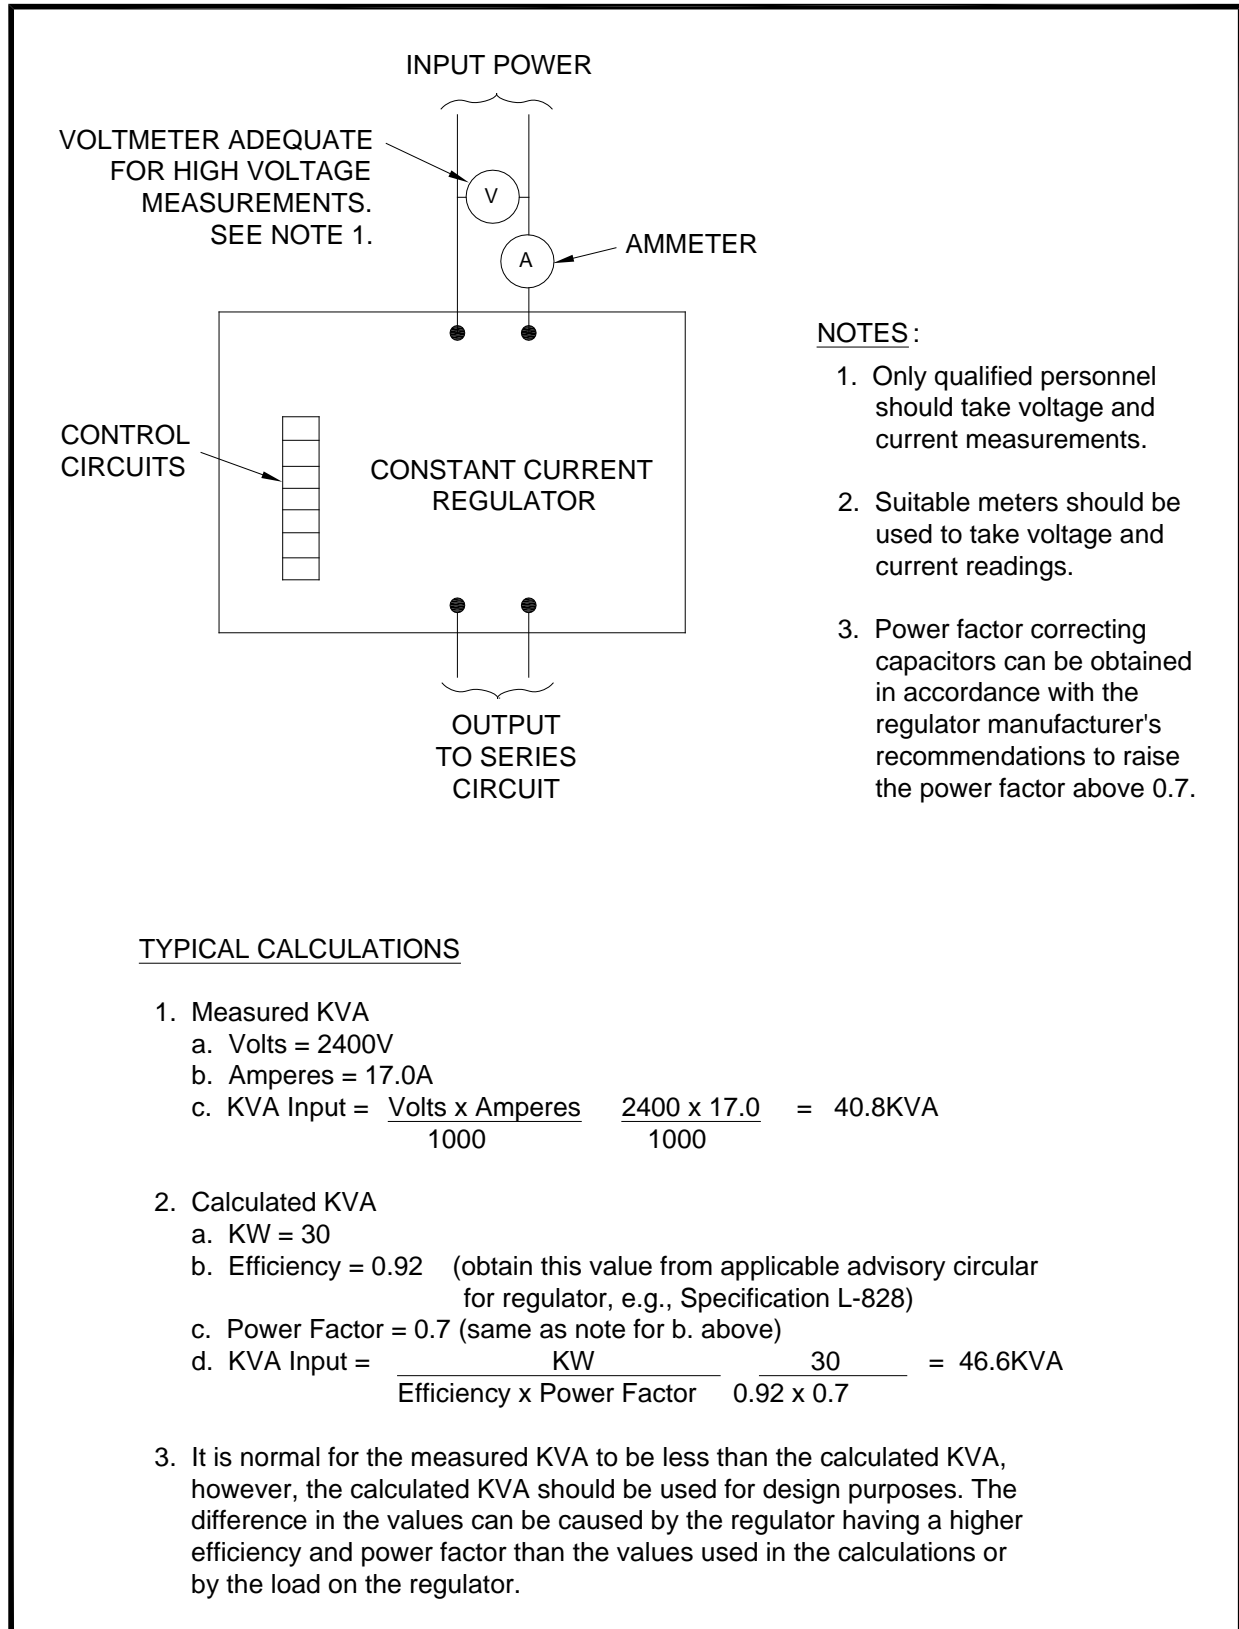 INPUT POWER
VOLTMETER ADEQUATE
FOR HIGH VOLTAGE
MEASUREMENTS.
SEE NOTE 1.
V
A
AMMETER
CONTROL
CIRCUITS
CONSTANT CURRENT
REGULATOR
OUTPUT
TO SERIES
CIRCUIT
NOTES:
1. Only qualified personnel
should take voltage and
current measurements.
2. Suitable meters should be
used to take voltage and
current readings.
3. Power factor correcting
capacitors can be obtained
in accordance with the
regulator manufacturer's
recommendations to raise
the power factor above 0.7.
TYPICAL CALCULATIONS
1. Measured KVA
a. Volts = 2400V
b. Amperes = 17.0A
c. KVA Input = Volts x Amperes 2400 x 17.0 = 40.8KVA
1000 1000
2. Calculated KVA
a. KW = 30
b. Efficiency = 0.92 (obtain this value from applicable advisory circular
for regulator, e.g., Specification L-828)
c. Power Factor = 0.7 (same as note for b. above)
d. KVA Input = KW 30 = 46.6KVA
Efficiency x Power Factor 0.92 x 0.7
3. It is normal for the measured KVA to be less than the calculated KVA,
however, the calculated KVA should be used for design purposes. The
difference in the values can be caused by the regulator having a higher
efficiency and power factor than the values used in the calculations or
by the load on the regulator.